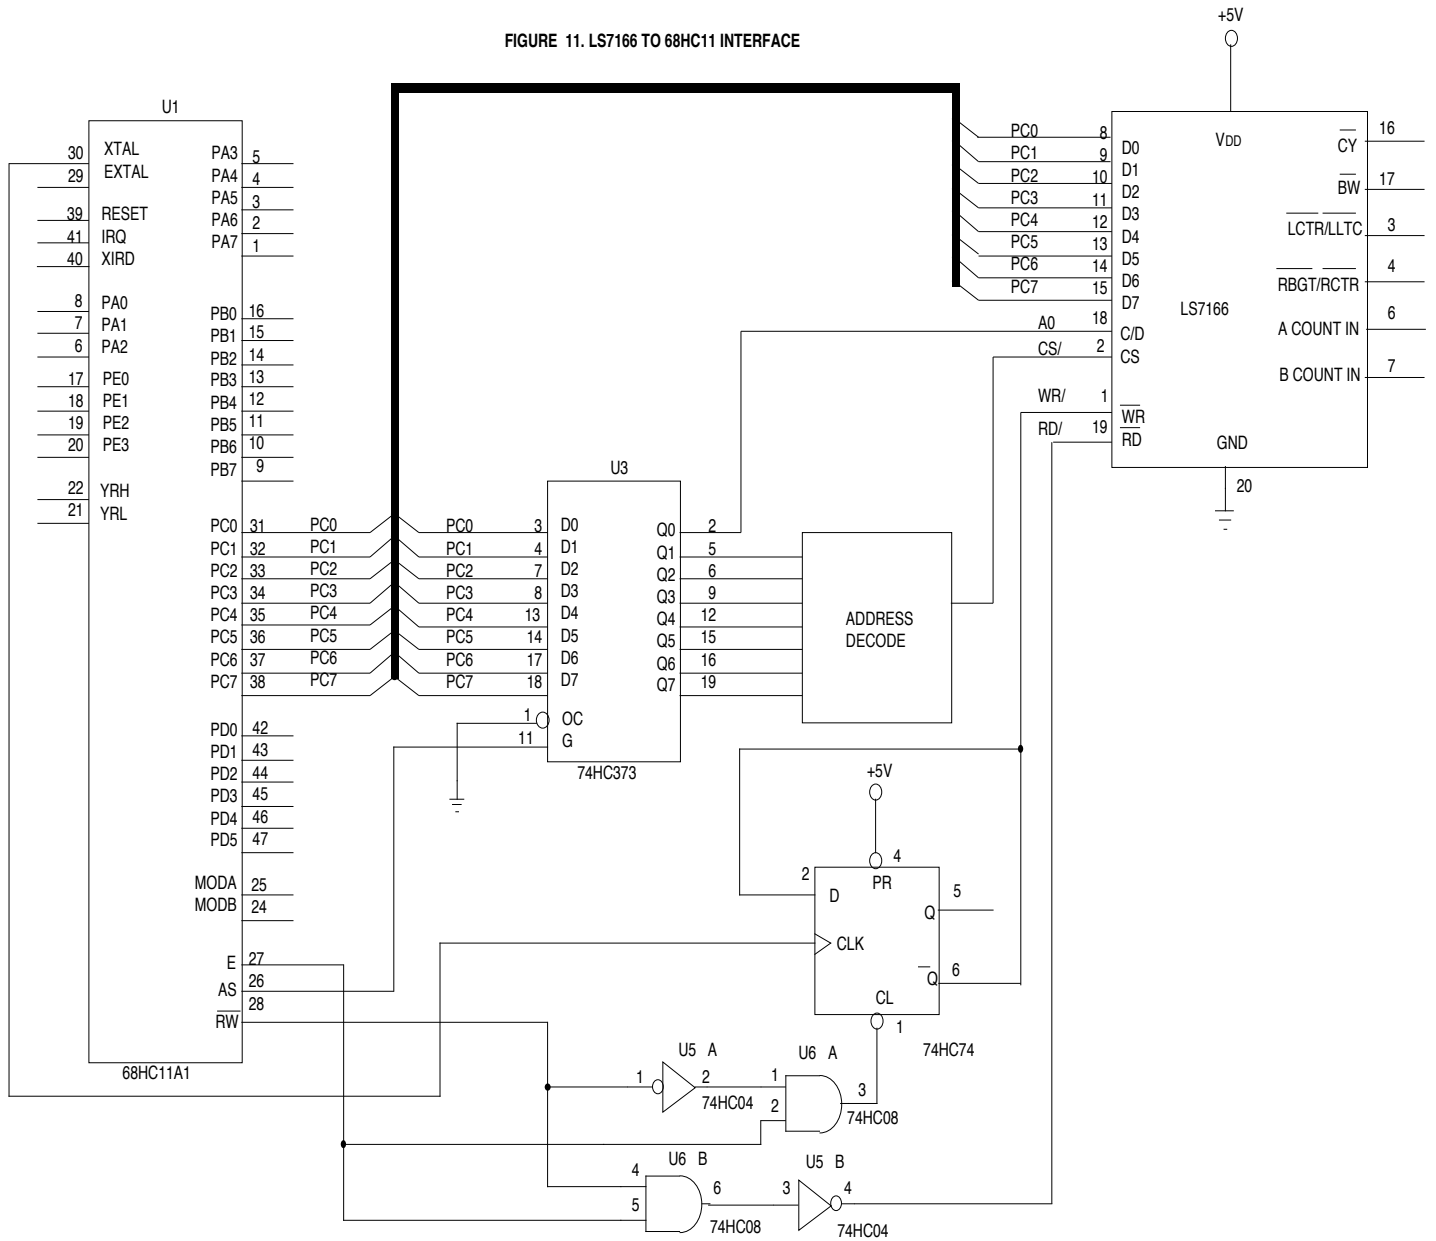 FIGURE 11. LS7166 TO 68HC11 INTERFACE
+5V
U1
30 XTAL
29 EXTAL
39 RESET
41 IRQ
40 XIRD
8 PA0
7 PA1
6 PA2
17 PE0
18 PE1
19 PE2
20 PE3
22 YRH
21 YRL
PA3 5
PA4 4
PA5 3
PA6 2
PA7 1
PB0 16
PB1 15
PB2 14
PB3 13
PB4 12
PB5 11
PB6 10
PB7 9
PC0 31 PC0
PC1 32 PC1
PC2 33 PC2
PC3 34 PC3
PC4 35 PC4
PC5 36 PC5
PC6 37 PC6
PC7 38 PC7
PD0 42
PD1 43
PD2 44
PD3 45
PD4 46
PD5 47
MODA 25
MODB 24
E 27
AS 26
RW 28
68HC11A1
U3
PC0 3 D0
PC1 4 D1
PC2 7 D2
PC3 8 D3
PC4 13 D4
PC5 14 D5
PC6 17 D6
PC7 18 D7
1 OC
11 G
Q0 2
Q1 5
Q2 6
Q3 9
Q4 12
Q5 15
Q6 16
Q7 19
74HC373
ADDRESS
DECODE
PC0 8 D0
PC1 9 D1
PC2 10 D2
PC3 11 D3
PC4 12 D4
PC5 13 D5
PC6 14 D6
PC7 15 D7
A0 18 C/D
CS/ 2 CS
WR/ 1 WR
RD/ 19 RD
VDD
LS7166
GND
20
CY 16
BW 17
LCTR/LLTC 3
RBGT/RCTR 4
A COUNT IN 6
B COUNT IN 7
+5V
4
PR
2 D
Q 5
CLK
Q 6
CL
1
74HC74
U5 A
1 2
74HC04
U6 A
1
2
3
74HC08
U6 B
4
5
6
74HC08
U5 B
3 4
74HC04